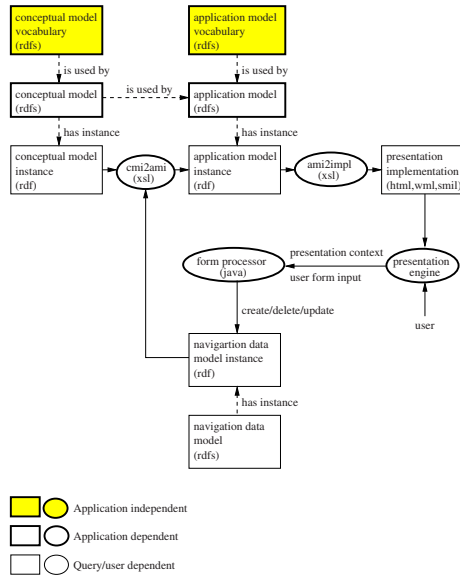 conceptual model
vocabulary
(rdfs)
application model
vocabulary
(rdfs)
is used by
is used by
conceptual model
(rdfs)
is used by
application model
(rdfs)
has instance
has instance
conceptual model
instance
(rdf)
cmi2ami
(xsl)
application model
instance
(rdf)
ami2impl
(xsl)
presentation
implementation
(html,wml,smil)
presentation context
form processor
(java)
user form input
presentation
engine
create/delete/update
user
navigartion data
model instance
(rdf)
has instance
navigation data
model
(rdfs)
Application independent
Application dependent
Query/user dependent